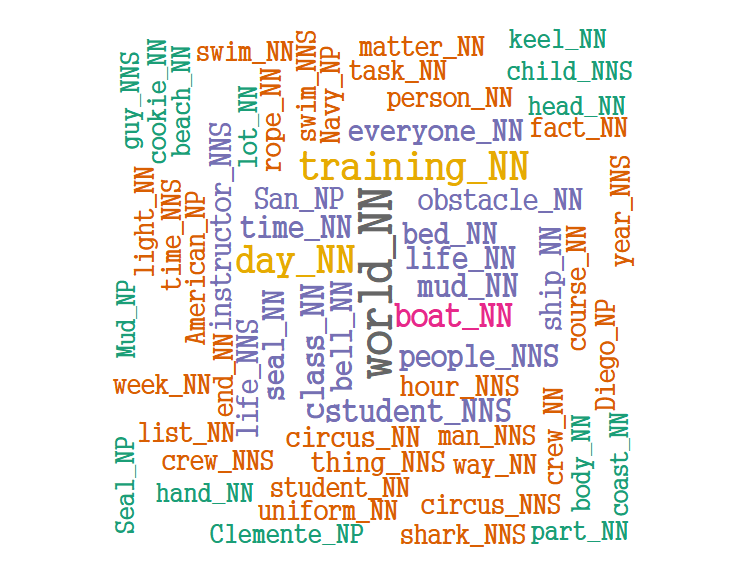 keel_NN
swim_NN
matter_NN
guy_NNS
cookie_NN
beach_NN
lot_NN
rope_NN
swim_NNS
Navy_NP
task_NN
child_NNS
person_NN
head_NN
everyone_NN
fact_NN
training_NN
instructor_NNS
San_NP
obstacle_NN
year_NNS
light_NN
time_NNS
American_NP
time_NN
world_NN
bed_NN
day_NN
life_NN
ship_NN
course_NN
mud_NN
Mud_NP
seal_NN
class_NN
bell_NN
boat_NN
Diego_NP
end_NN
life_NNS
people_NNS
week_NN
hour_NNS
student_NNS
crew_NN
list_NN
circus_NN
man_NNS
body_NN
coast_NN
Seal_NP
crew_NNS
thing_NNS
way_NN
hand_NN
student_NN
uniform_NN
circus_NNS
Clemente_NP
shark_NNS
part_NN